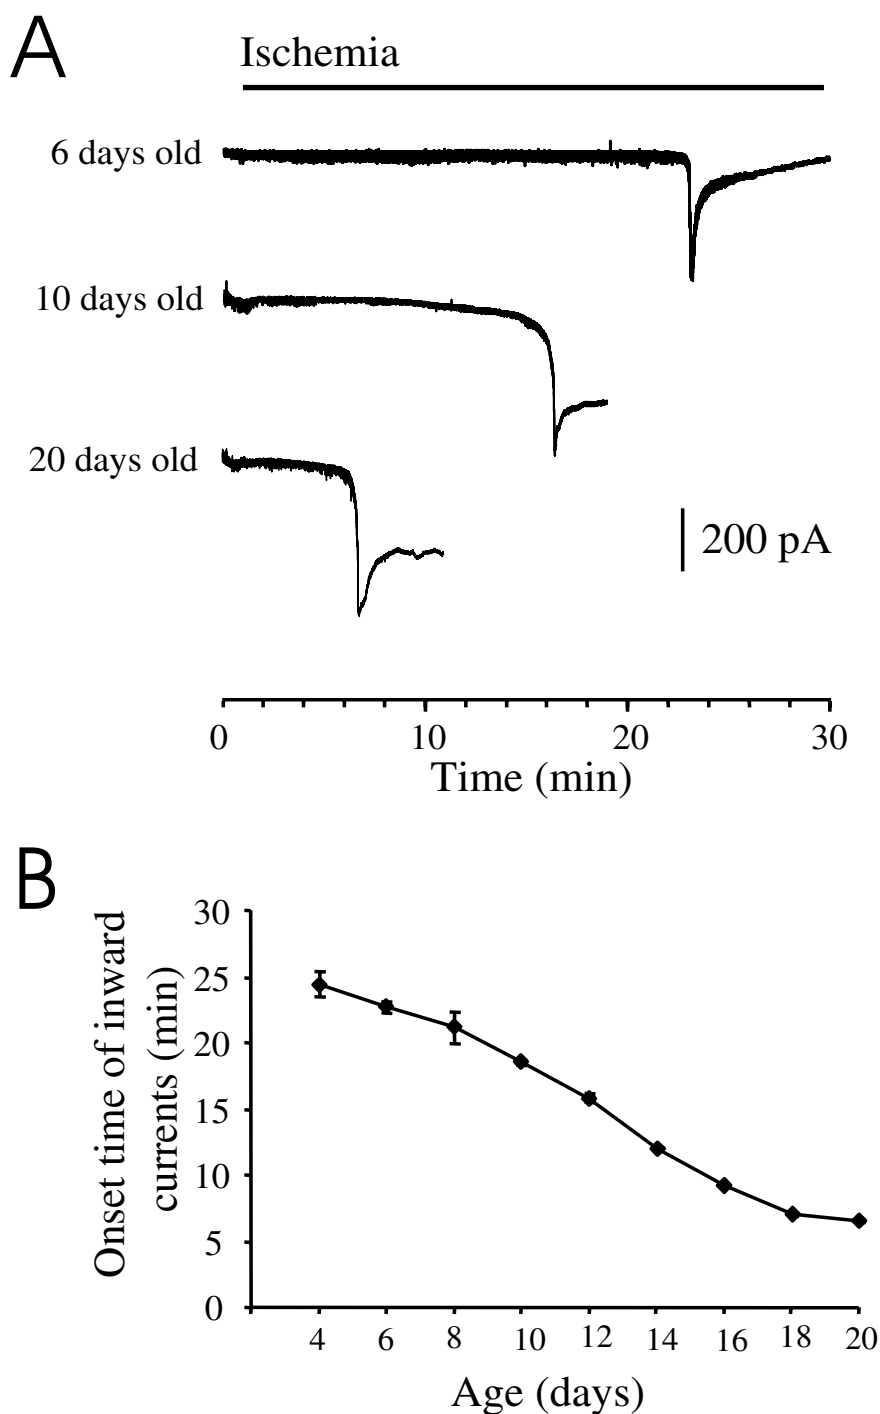 A
Ischemia
6 days old
10 days old
20 days old
200 pA
0 10 20 30
Time (min)
B
Onset time of inward
currents (min)
30
25
20
15
10
5
0
4 6 8 10 12 14 16 18 20
Age (days)